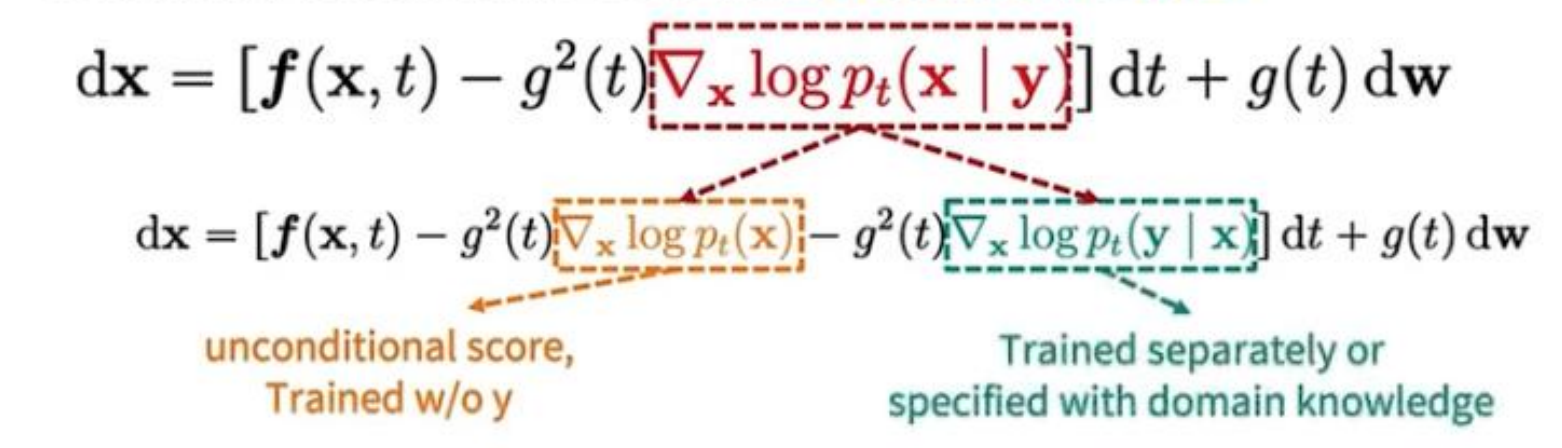 d𝐱 = [𝒇(𝐱, t) − g²(t)∇ₓ log pₜ(𝐱 | 𝐲)] dt + g(t) d𝐰
d𝐱 = [𝒇(𝐱, t) − g²(t)∇ₓ log pₜ(𝐱) − g²(t)∇ₓ log pₜ(𝐲 | 𝐱)] dt + g(t) d𝐰
unconditional score,
Trained w/o y
Trained separately or
specified with domain knowledge